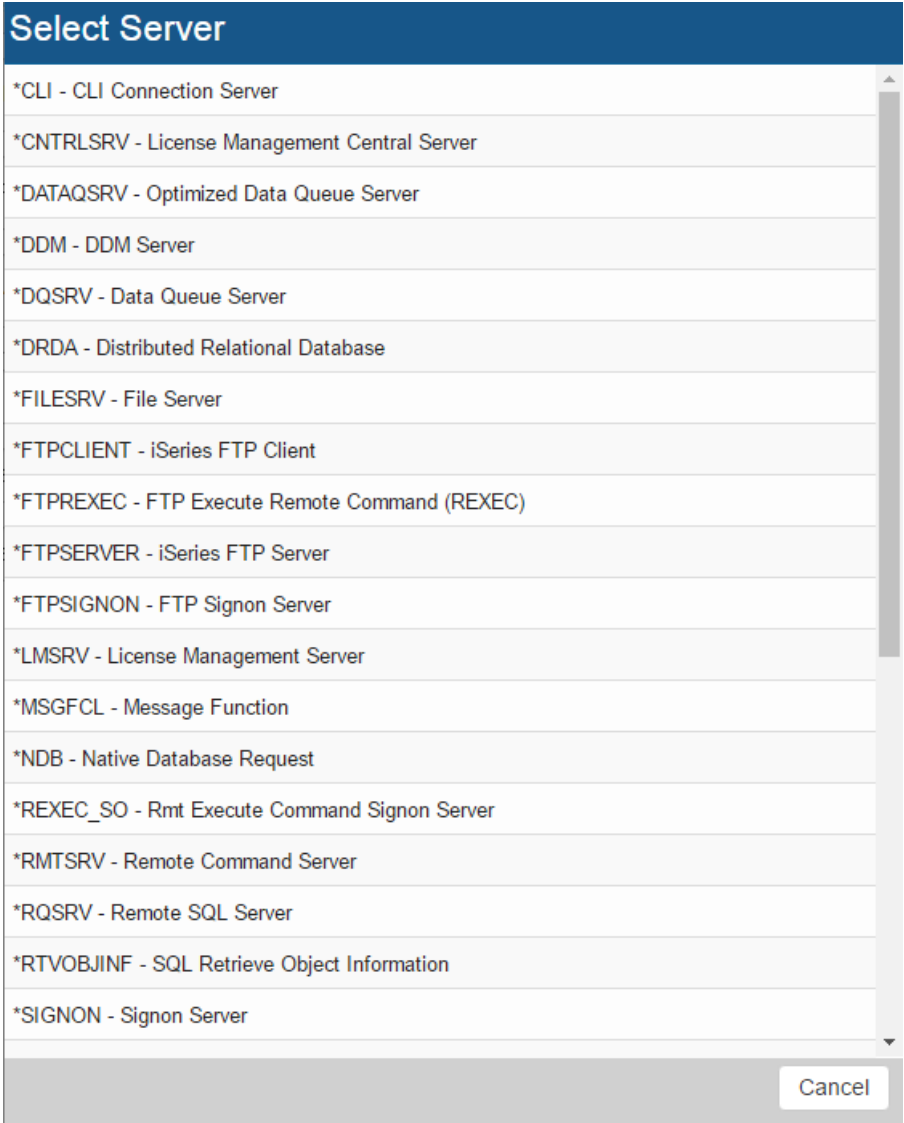 Select Server
*CLI - CLI Connection Server
*CNTRLSRV - License Management Central Server
*DATAQSRV - Optimized Data Queue Server
*DDM - DDM Server
*DQSRV - Data Queue Server
*DRDA - Distributed Relational Database
*FILESRV - File Server
*FTPCLIENT - iSeries FTP Client
*FTPREXEC - FTP Execute Remote Command (REXEC)
*FTPSERVER - iSeries FTP Server
*FTPSIGNON - FTP Signon Server
*LMSRV - License Management Server
*MSGFCL - Message Function
*NDB - Native Database Request
*REXEC_SO - Rmt Execute Command Signon Server
*RMTSRV - Remote Command Server
*RQSRV - Remote SQL Server
*RTVOBJINF - SQL Retrieve Object Information
*SIGNON - Signon Server
Cancel